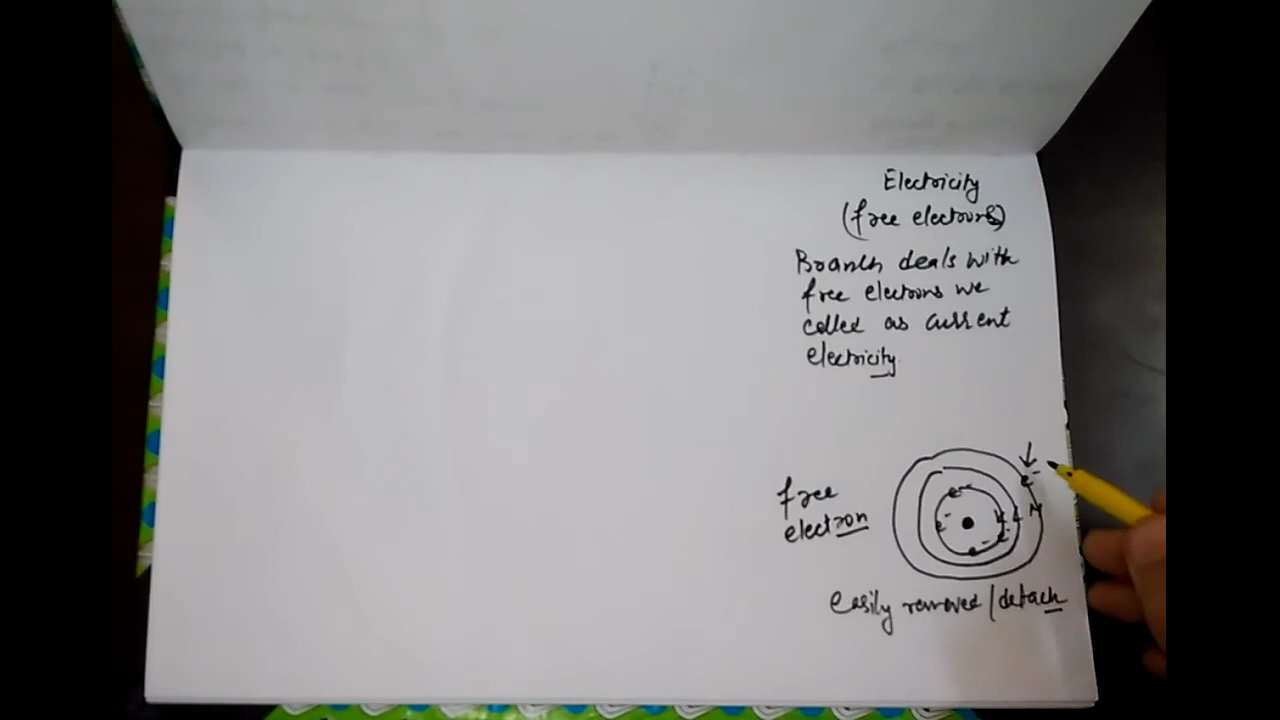 Electricity
(free electrons)
Branch deals with
free electrons we
called as current
electricity.
free
electron
e-
e-
e-
e-
e-
K L M
easily removed/detach